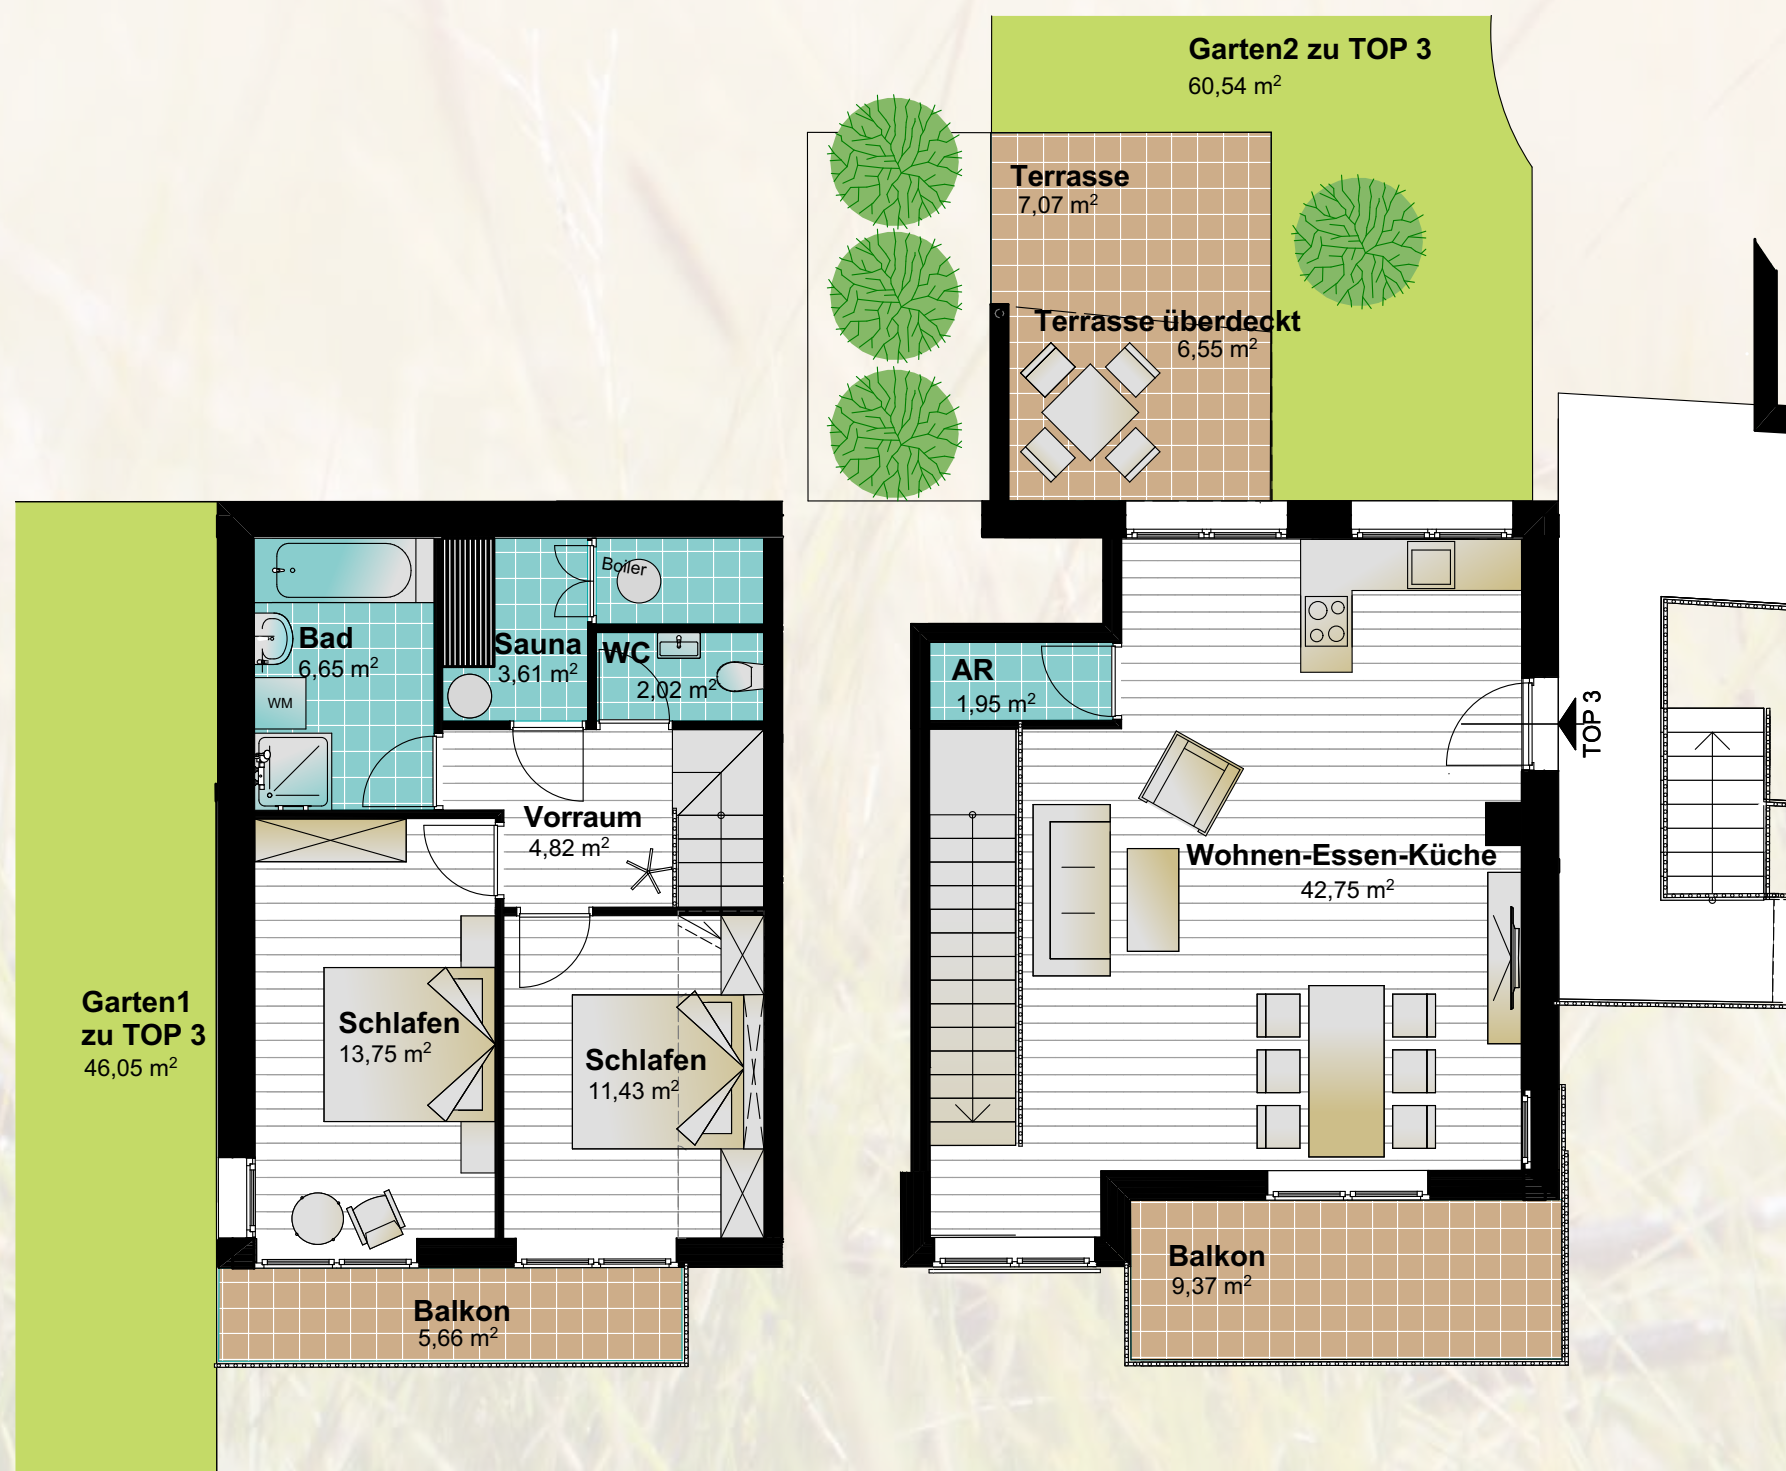 Garten2 zu TOP 3
60,54 m²
Terrasse
7,07 m²
Terrasse überdeckt
6,55 m²
Boiler
Bad
6,65 m²
WM
Sauna
3,61 m²
WC
2,02 m²
Vorraum
4,82 m²
Garten1
zu TOP 3
46,05 m²
Schlafen
13,75 m²
Schlafen
11,43 m²
Balkon
5,66 m²
AR
1,95 m²
TOP 3
Wohnen-Essen-Küche
42,75 m²
Balkon
9,37 m²